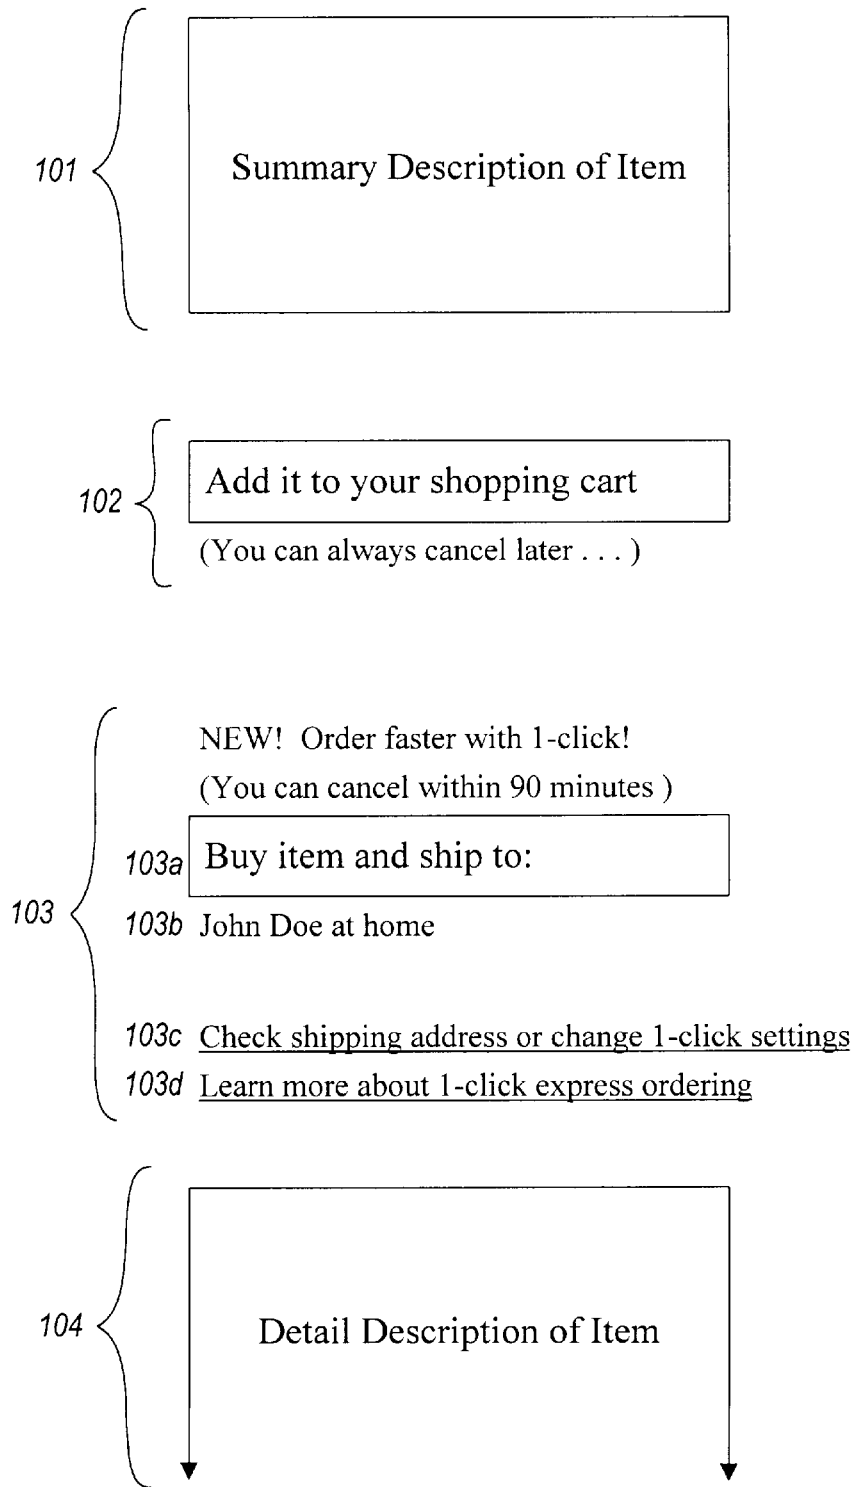 101
Summary Description of Item
102
Add it to your shopping cart
(You can always cancel later . . . )
103
NEW!  Order faster with 1-click!
(You can cancel within 90 minutes )
103a Buy item and ship to:
103b John Doe at home
103c Check shipping address or change 1-click settings
103d Learn more about 1-click express ordering
104
Detail Description of Item